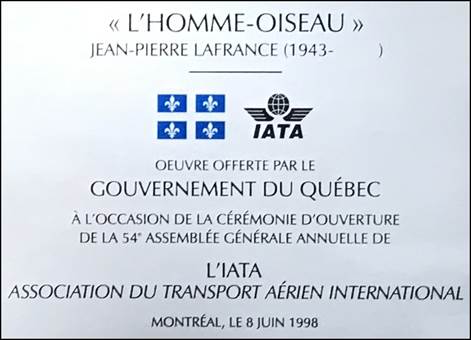 « L'HOMME-OISEAU »
JEAN-PIERRE LAFRANCE (1943-      )
IATA
OEUVRE OFFERTE PAR LE
GOUVERNEMENT DU QUÉBEC
À L'OCCASION DE LA CÉRÉMONIE D'OUVERTURE
DE LA 54e ASSEMBLÉE GÉNÉRALE ANNUELLE DE
L'IATA
ASSOCIATION DU TRANSPORT AÉRIEN INTERNATIONAL
MONTRÉAL, LE 8 JUIN 1998